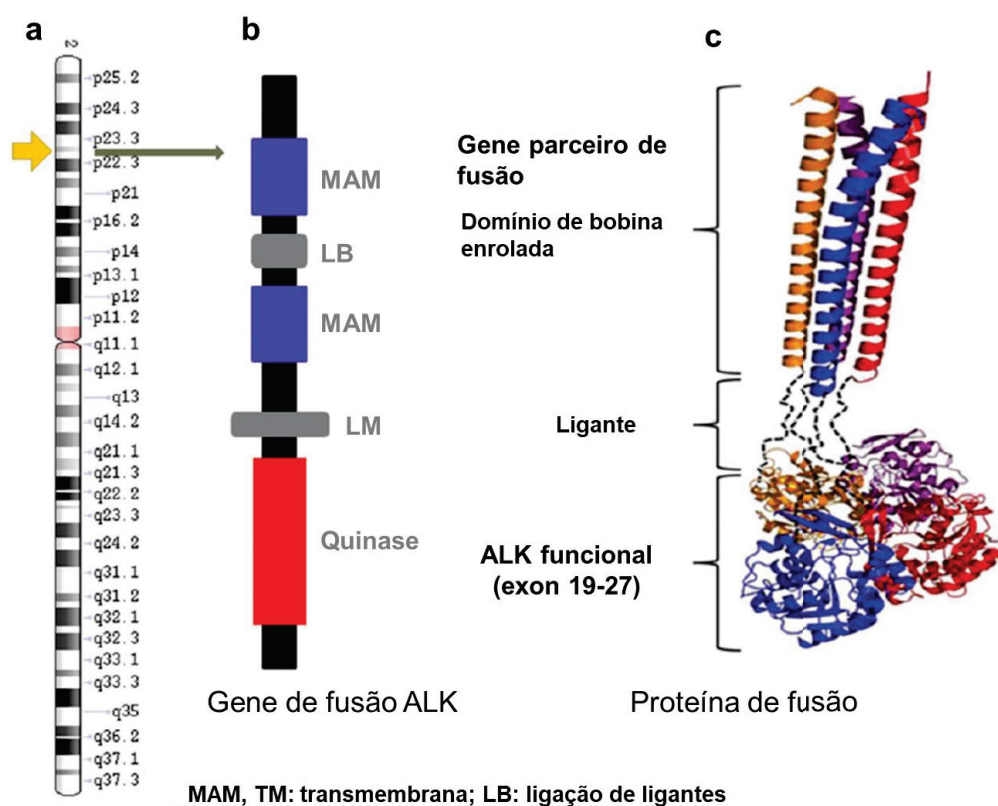 a
2
p25.2
p24.3
p23.3
p22.3
p21
p16.2
p14
p13.1
p12
p11.2
q11.1
q12.1
q13
q14.2
q21.1
q21.3
q22.2
q23.3
q24.2
q31.1
q31.2
q32.1
q32.3
q33.1
q33.3
q35
q36.2
q37.1
q37.3
b
MAM
LB
MAM
LM
Quinase
Gene de fusão ALK
c
Gene parceiro de
fusão
Domínio de bobina
enrolada
Ligante
ALK funcional
(exon 19-27)
Proteína de fusão
MAM, TM: transmembrana; LB: ligação de ligantes